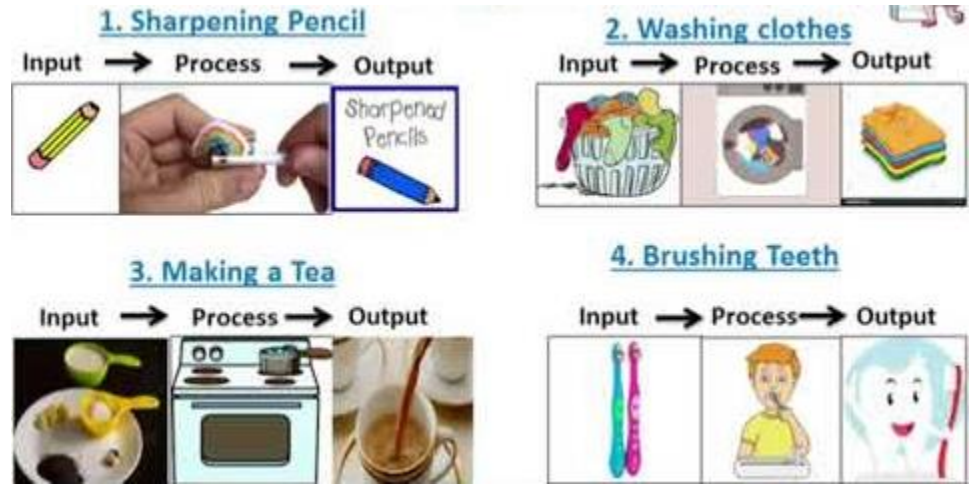 1. Sharpening Pencil
Input → Process → Output
Sharpened
Pencils
2. Washing clothes
Input → Process → Output
3. Making a Tea
Input → Process → Output
4. Brushing Teeth
Input → Process → Output